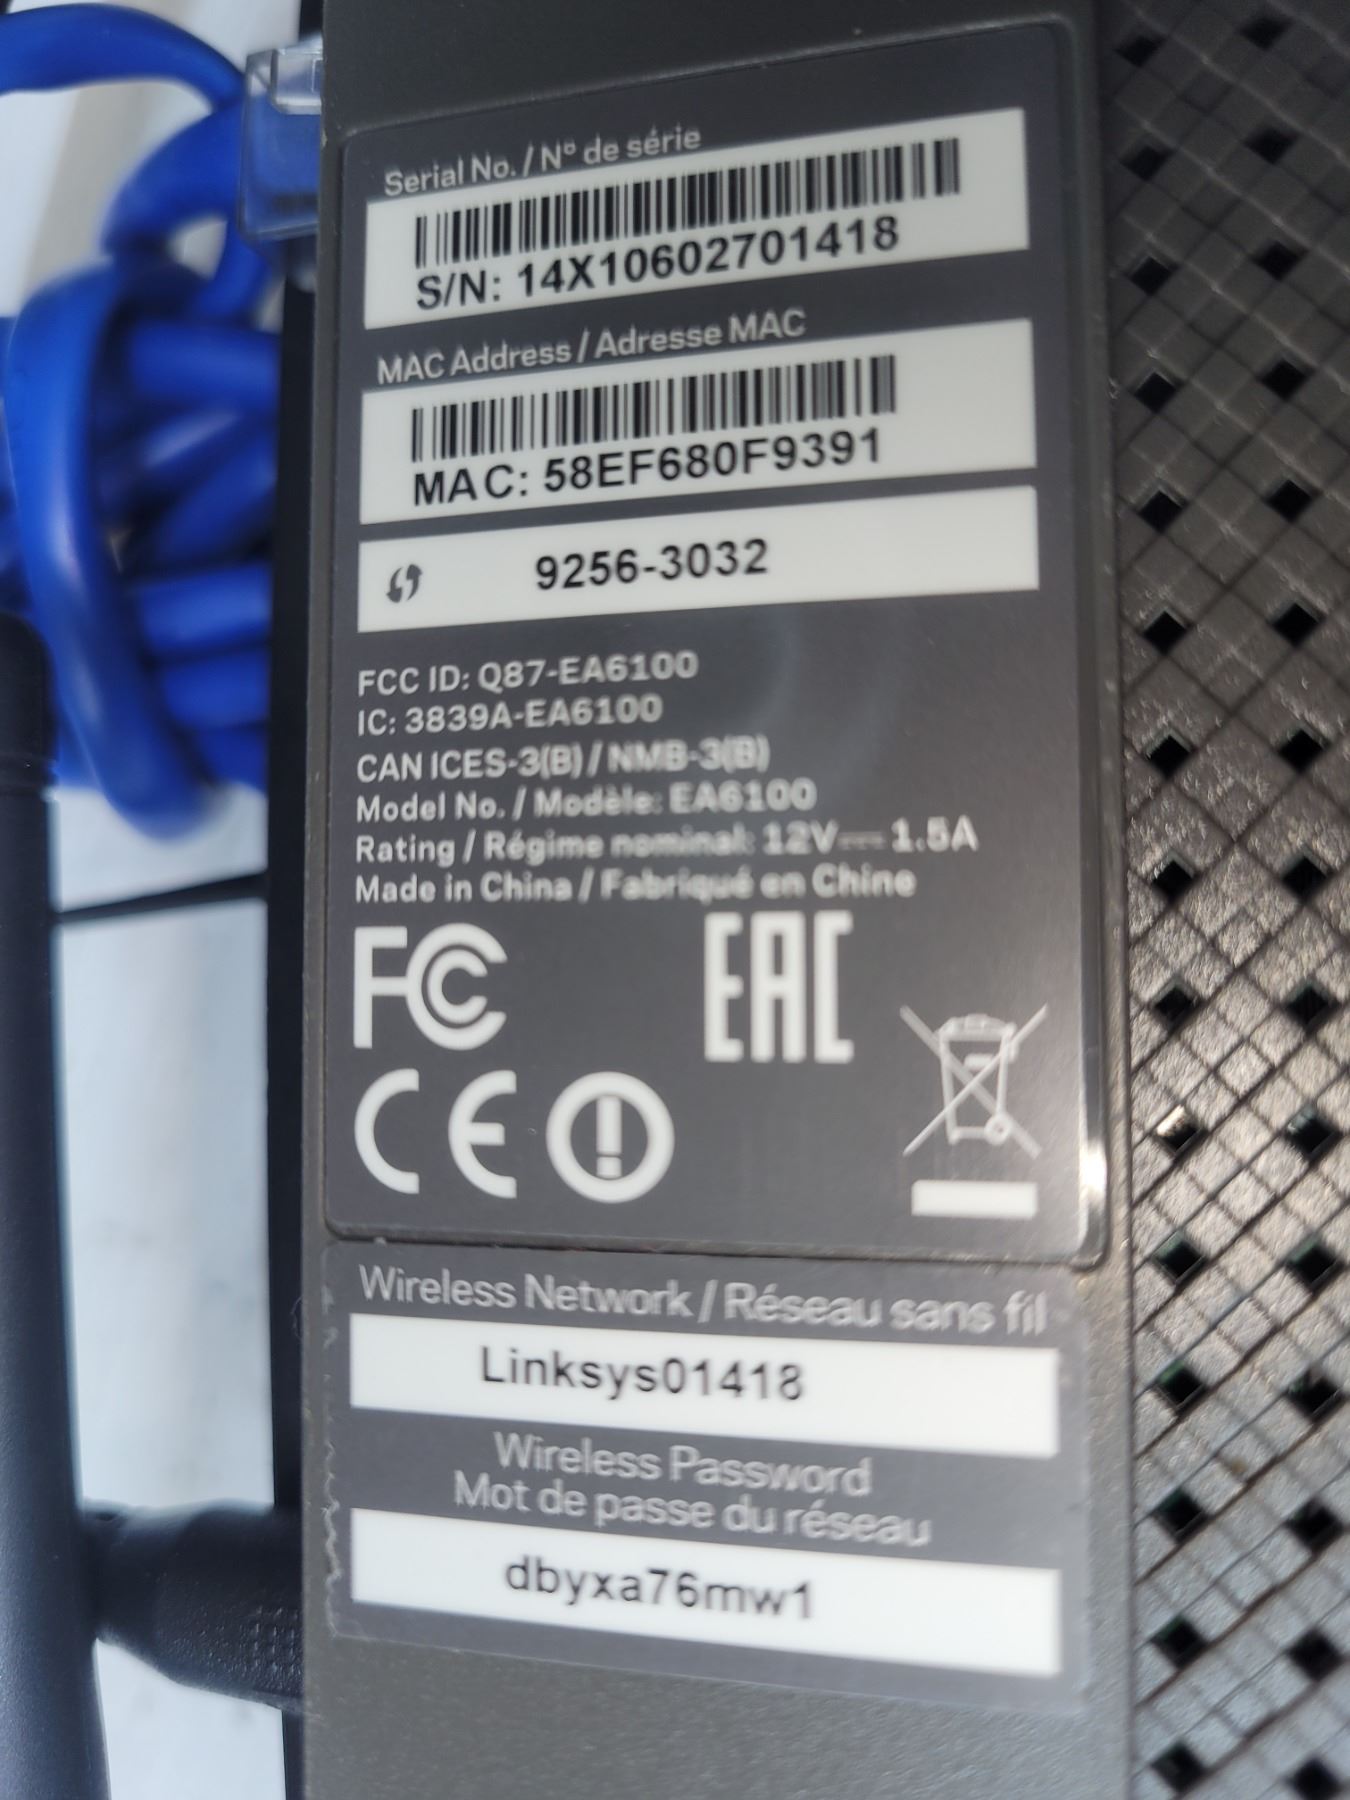 Serial No. / N° de série
S/N: 14X10602701418
MAC Address / Adresse MAC
MAC: 58EF680F9391
9256-3032
FCC ID: Q87-EA6100
IC: 3839A-EA6100
CAN ICES-3(B) / NMB-3(B)
Model No. / Modèle: EA6100
Rating / Régime nominal: 12V⎓1.5A
Made in China / Fabriqué en Chine
FC EAC
CE
Wireless Network / Réseau sans fil
Linksys01418
Wireless Password
Mot de passe du réseau
dbyxa76mw1